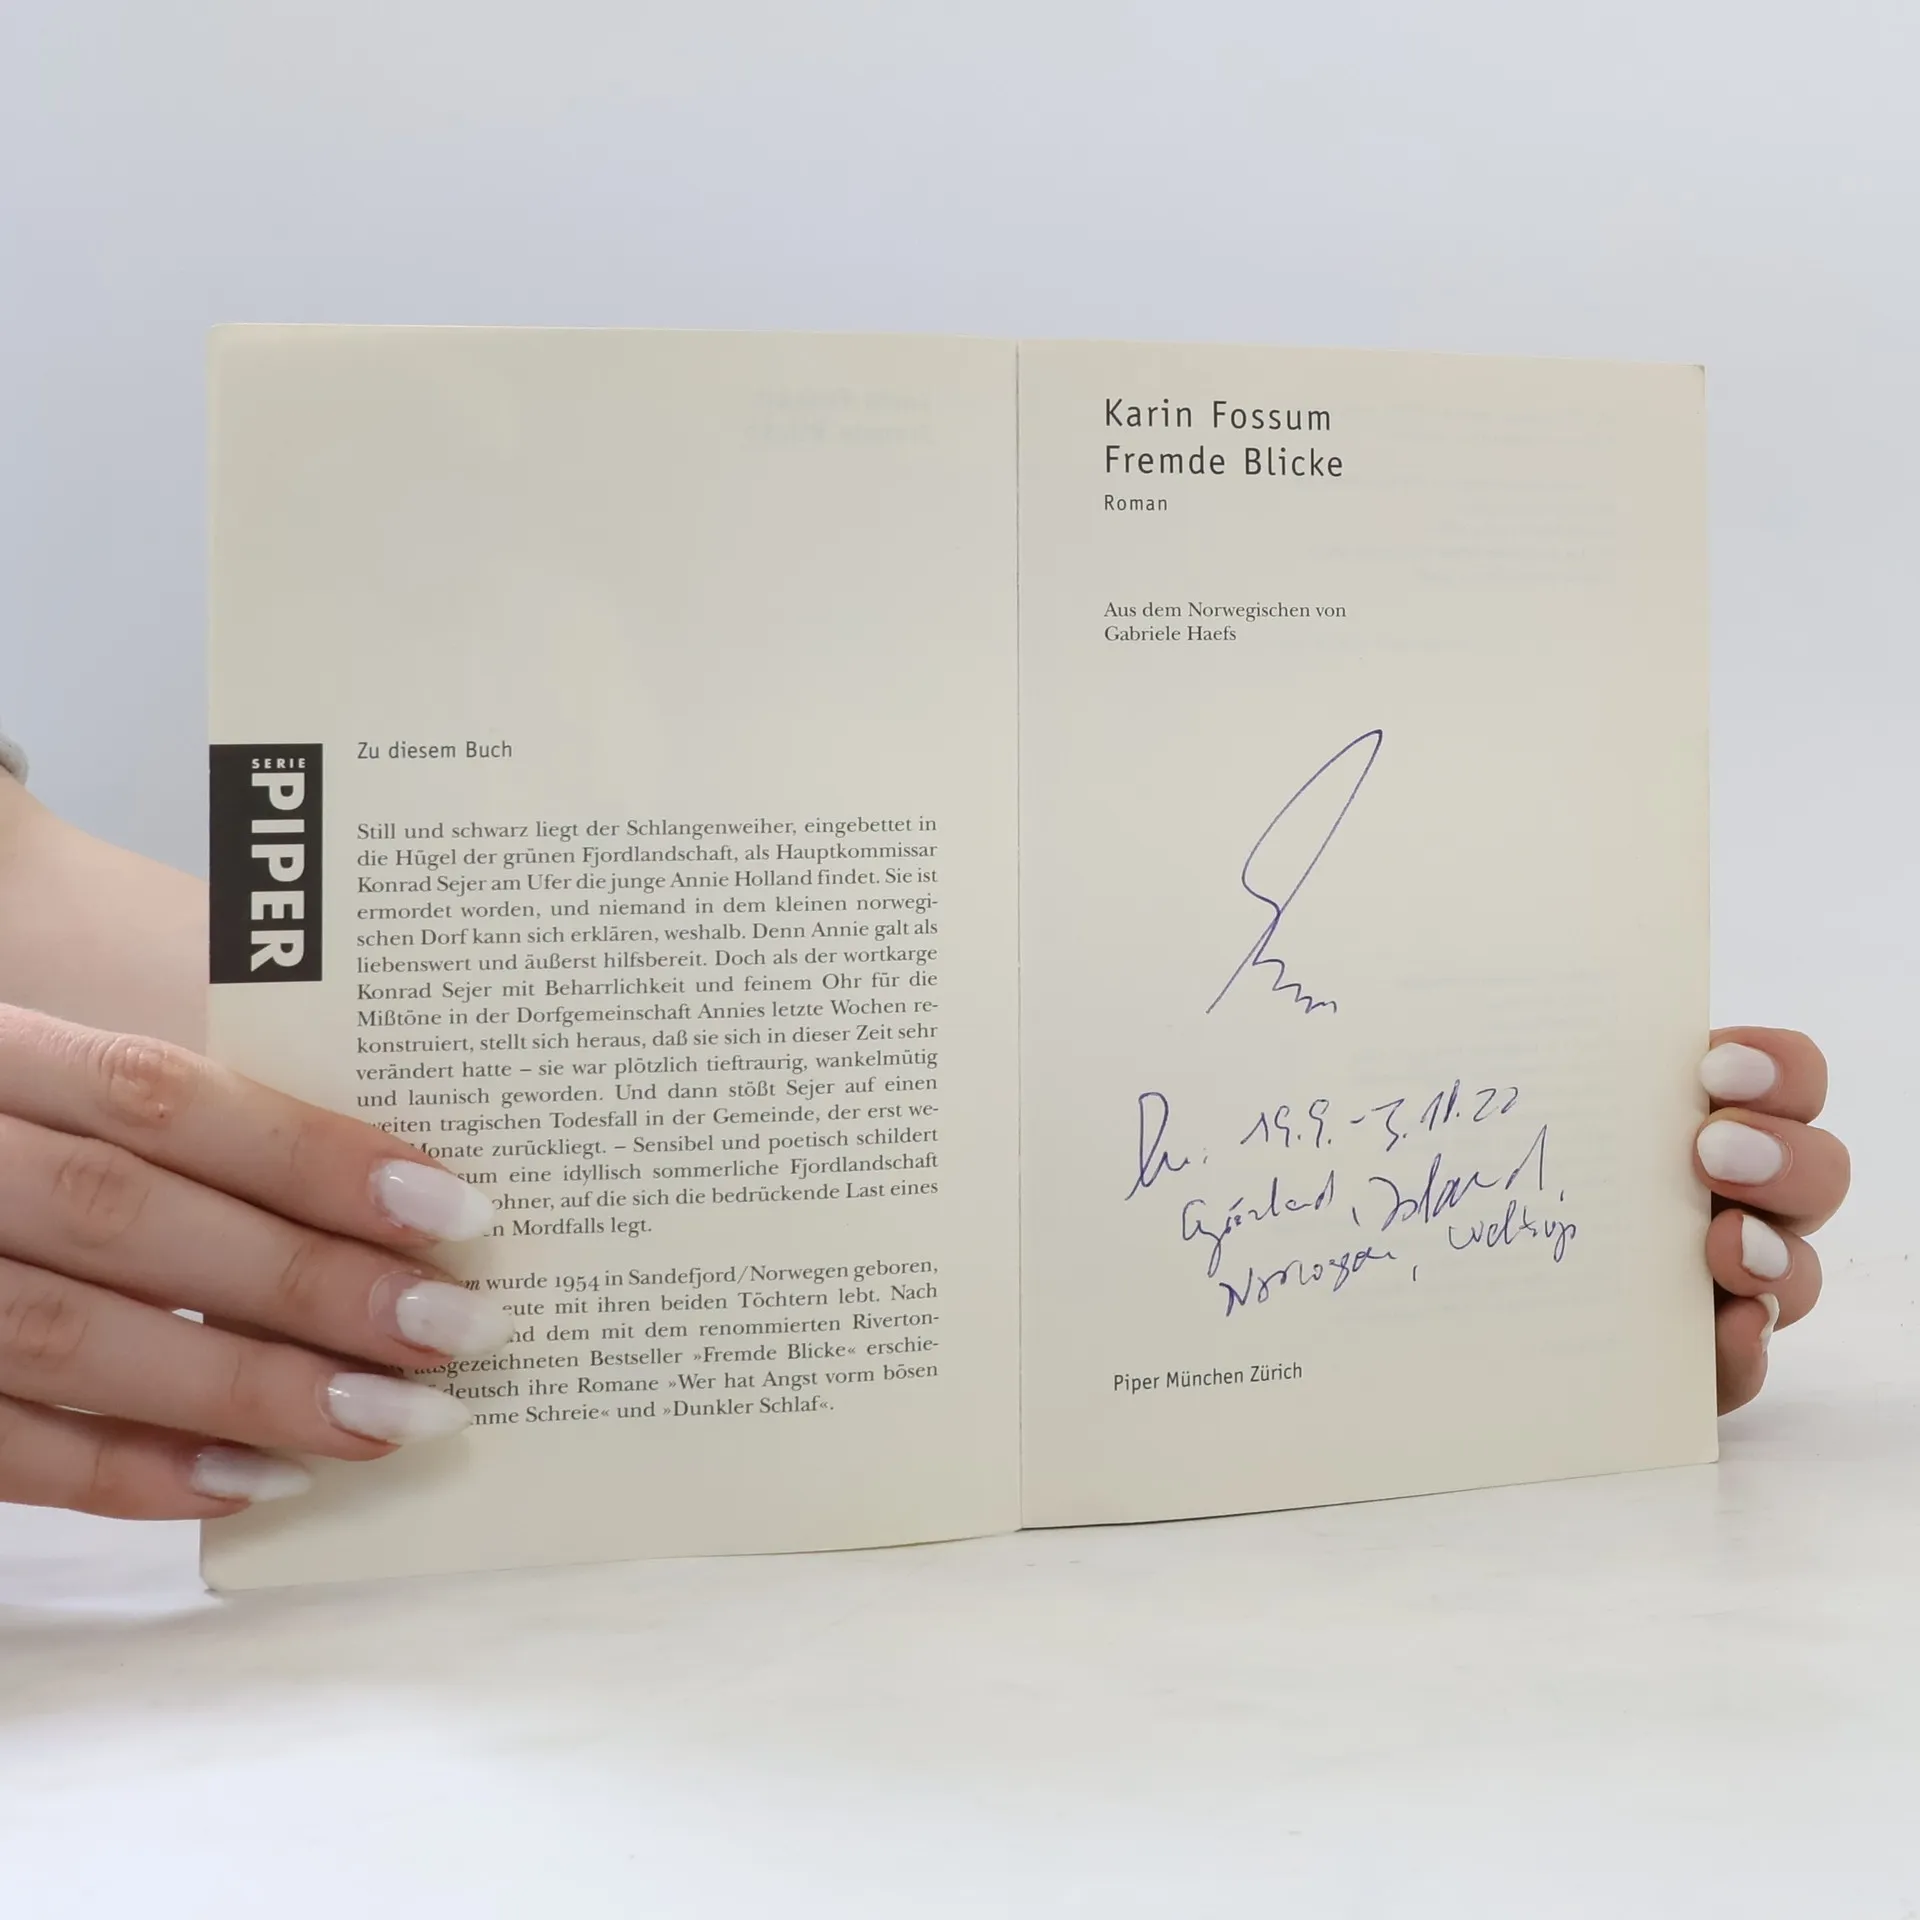 SERIE
PIPER
Zu diesem Buch
Still und schwarz liegt der Schlangenweiher, eingebettet in
die Hügel der grünen Fjordlandschaft, als Hauptkommissar
Konrad Sejer am Ufer die junge Annie Holland findet. Sie ist
ermordet worden, und niemand in dem kleinen norwegi-
schen Dorf kann sich erklären, weshalb. Denn Annie galt als
liebenswert und äußerst hilfsbereit. Doch als der wortkarge
Konrad Sejer mit Beharrlichkeit und feinem Ohr für die
Mißtöne in der Dorfgemeinschaft Annies letzte Wochen re-
konstruiert, stellt sich heraus, daß sie sich in dieser Zeit sehr
verändert hatte – sie war plötzlich tieftraurig, wankelmütig
und launisch geworden. Und dann stößt Sejer auf einen
weiten tragischen Todesfall in der Gemeinde, der erst we-
Monate zurückliegt. – Sensibel und poetisch schildert
sum eine idyllisch sommerliche Fjordlandschaft
ohner, auf die sich die bedrückende Last eines
n Mordfalls legt.
m wurde 1954 in Sandefjord/Norwegen geboren,
eute mit ihren beiden Töchtern lebt. Nach
nd dem mit dem renommierten Riverton-
ausgezeichneten Bestseller »Fremde Blicke« erschie-
deutsch ihre Romane »Wer hat Angst vorm bösen
mme Schreie« und »Dunkler Schlaf«.
Karin Fossum
Fremde Blicke
Roman
Aus dem Norwegischen von
Gabriele Haefs
19.9. - 3.11.
Island,
Norwegen,
Piper München Zürich